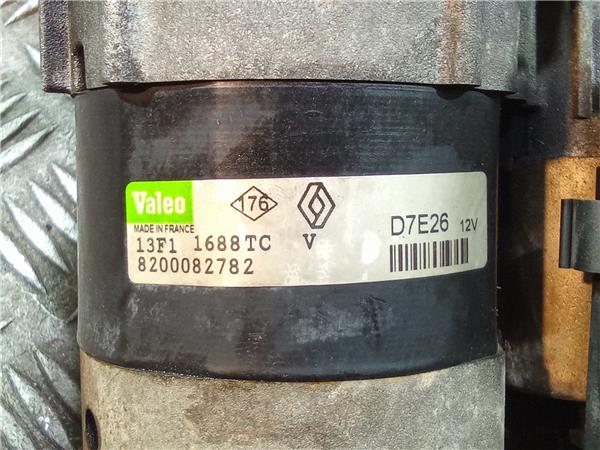 Valeo
176
MADE IN FRANCE
13F1 1688TC V
8200082782
D7E26 12V